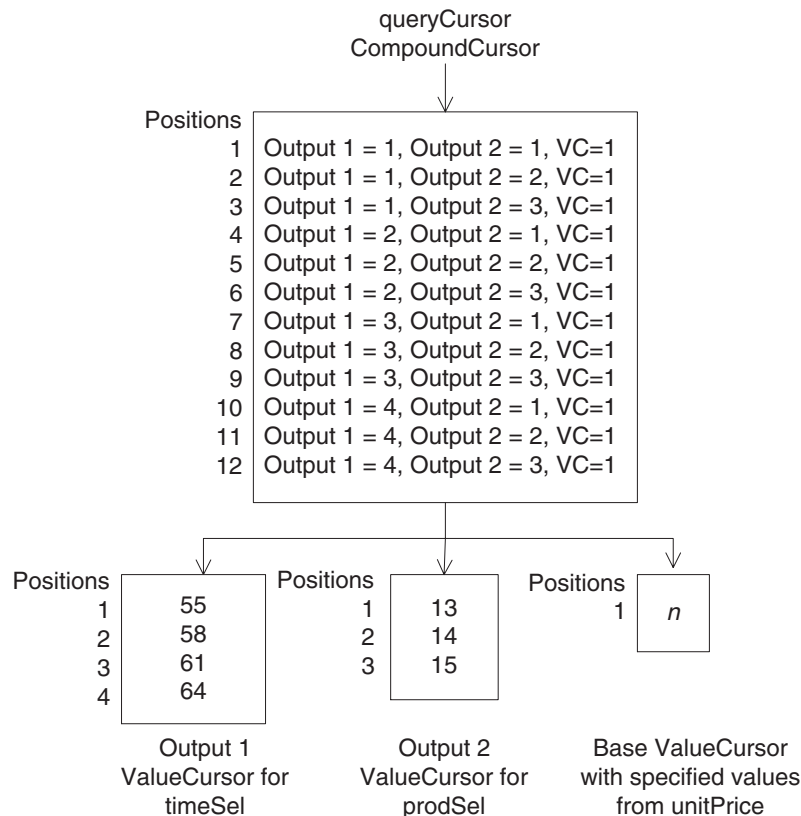 queryCursor
CompoundCursor
Positions
1 Output 1 = 1, Output 2 = 1, VC=1
2 Output 1 = 1, Output 2 = 2, VC=1
3 Output 1 = 1, Output 2 = 3, VC=1
4 Output 1 = 2, Output 2 = 1, VC=1
5 Output 1 = 2, Output 2 = 2, VC=1
6 Output 1 = 2, Output 2 = 3, VC=1
7 Output 1 = 3, Output 2 = 1, VC=1
8 Output 1 = 3, Output 2 = 2, VC=1
9 Output 1 = 3, Output 2 = 3, VC=1
10 Output 1 = 4, Output 2 = 1, VC=1
11 Output 1 = 4, Output 2 = 2, VC=1
12 Output 1 = 4, Output 2 = 3, VC=1
Positions
1 55
2 58
3 61
4 64
Output 1
ValueCursor for
timeSel
Positions
1 13
2 14
3 15
Output 2
ValueCursor for
prodSel
Positions
1 n
Base ValueCursor
with specified values
from unitPrice